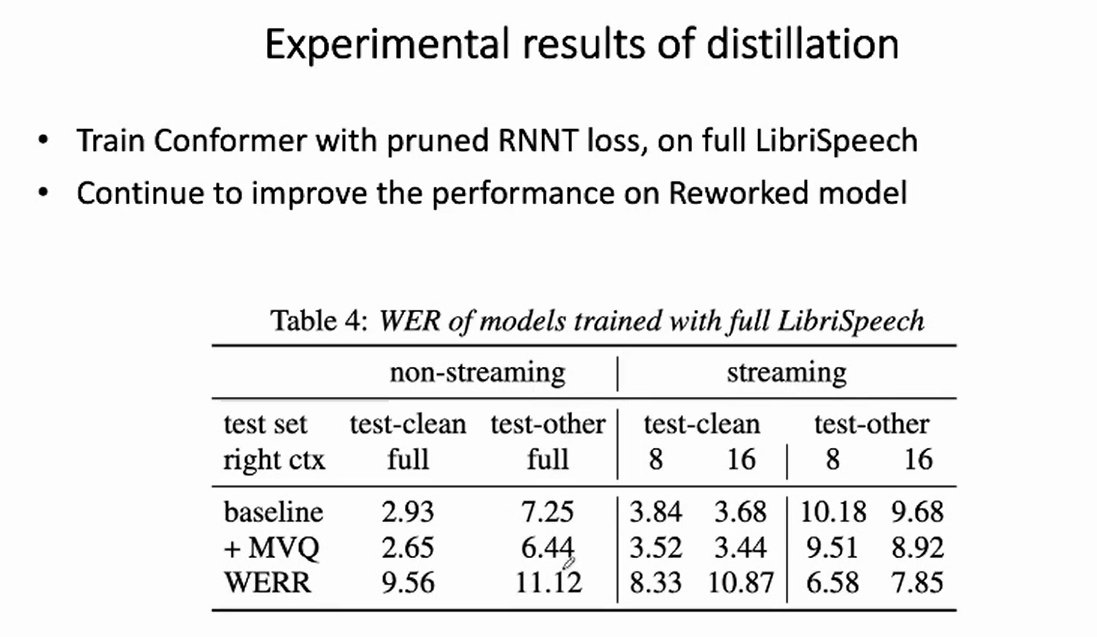 Experimental results of distillation
• Train Conformer with pruned RNNT loss, on full LibriSpeech
• Continue to improve the performance on Reworked model
Table 4: WER of models trained with full LibriSpeech
non-streaming streaming
test set test-clean test-other test-clean test-other
right ctx full full 8 16 8 16
baseline 2.93 7.25 3.84 3.68 10.18 9.68
+ MVQ 2.65 6.44 3.52 3.44 9.51 8.92
WERR 9.56 11.12 8.33 10.87 6.58 7.85